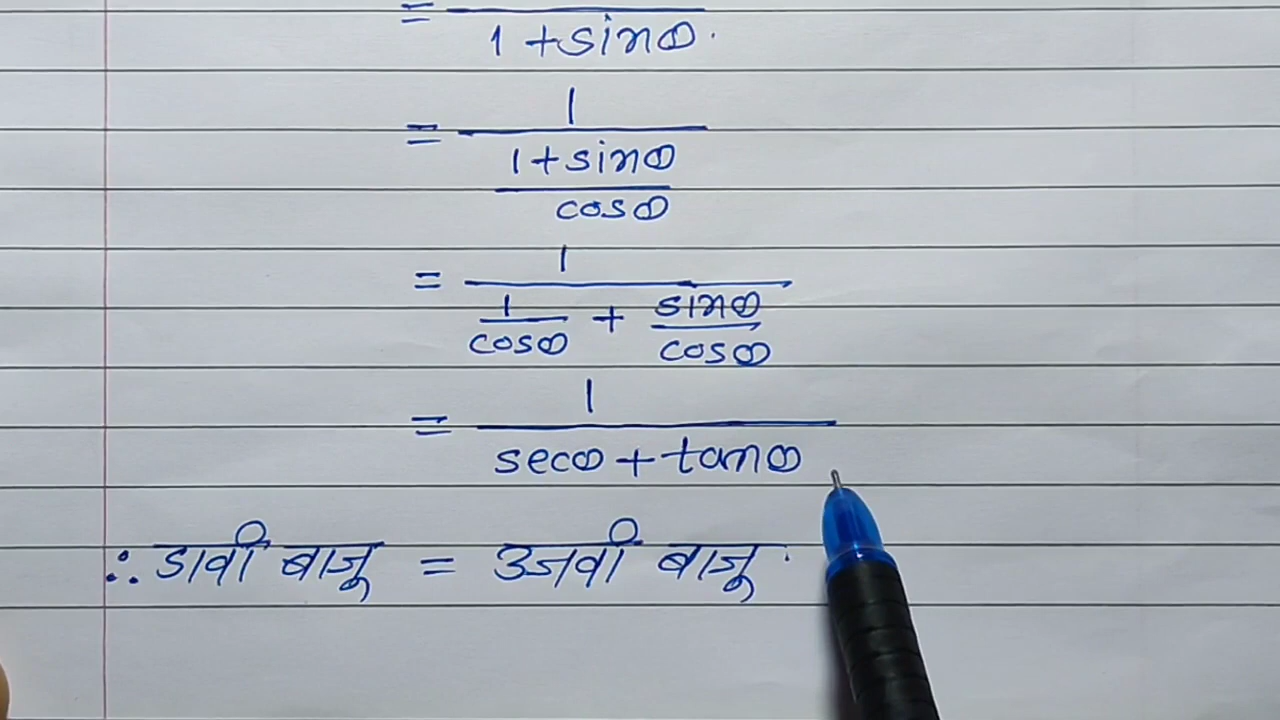 =
1 + sinθ.
= 1
1 + sinθ
cosθ
= 1
1 + sinθ
cosθ cosθ
= 1
secθ + tanθ
∴ डावी बाजू = उजवी बाजू.